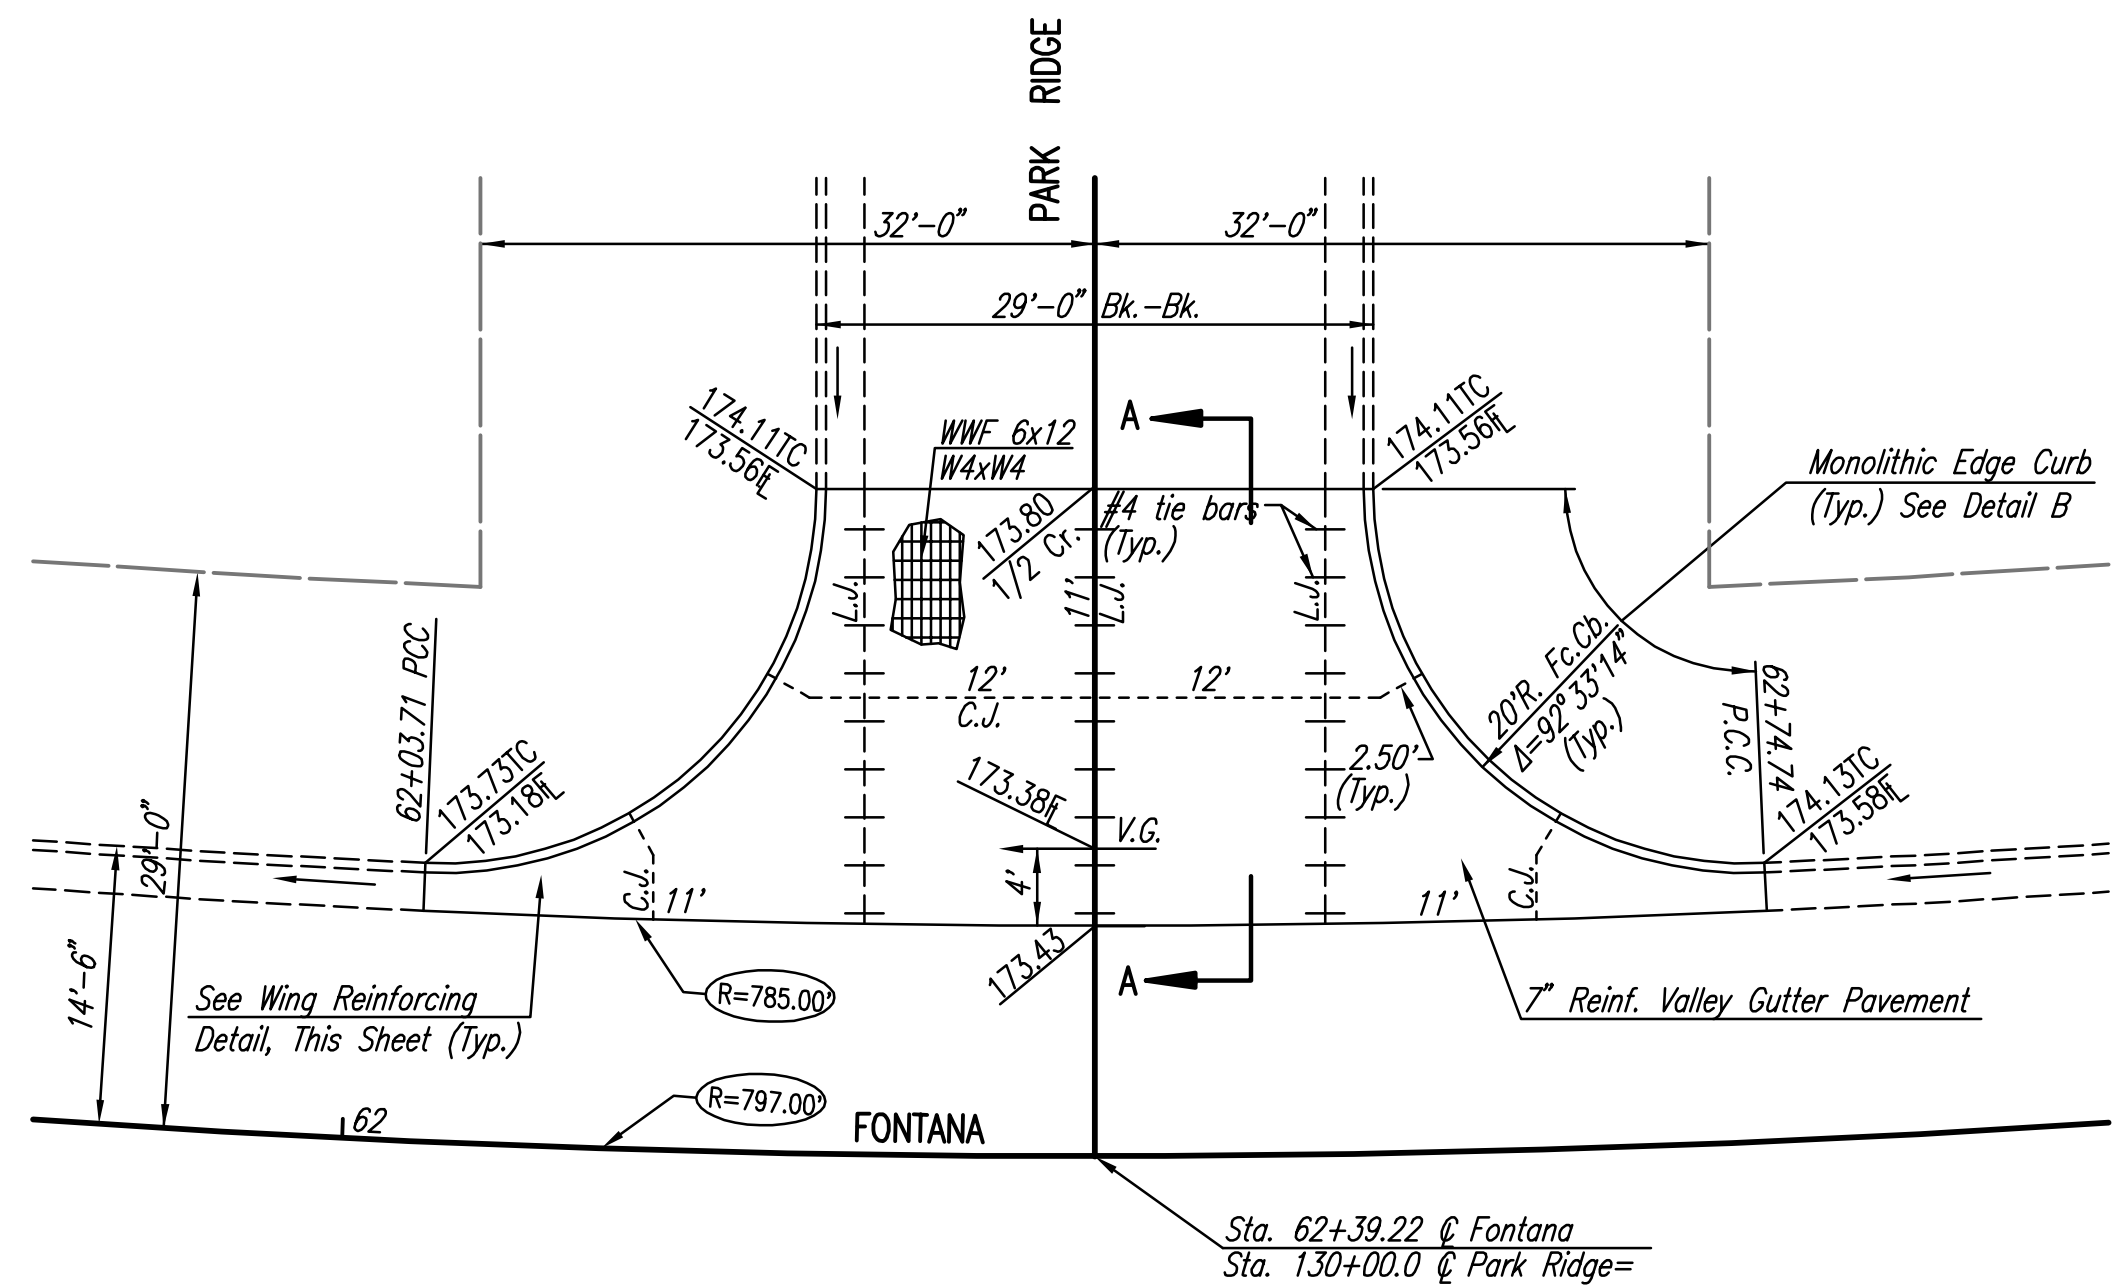 PARK RIDGE
32'-0"
32'-0"
29'-0" Bk.-Bk.
174.11TC
173.56℄
A
174.11TC
173.56℄
WWF 6x12
W4xW4
Monolithic Edge Curb
(Typ.) See Detail B
173.80
1/2 Cr.
#4 tie bars
(Typ.)
L.J.
11'
L.J.
L.J.
62+03.71 PCC
12'
12'
C.J.
20'R. Fc.Cb.
Δ=92°33'14"
(Typ.)
62+74.74
P.C.C.
173.73TC
173.18℄
173.38℄
2.50'
(Typ.)
174.13TC
173.58℄
V.G.
29'-0"
4'
C.J.
11'
11'
C.J.
14'-6"
173.43
A
See Wing Reinforcing
Detail, This Sheet (Typ.)
R=785.00'
7" Reinf. Valley Gutter Pavement
R=797.00'
62
FONTANA
Sta. 62+39.22 ℄ Fontana
Sta. 130+00.0 ℄ Park Ridge=